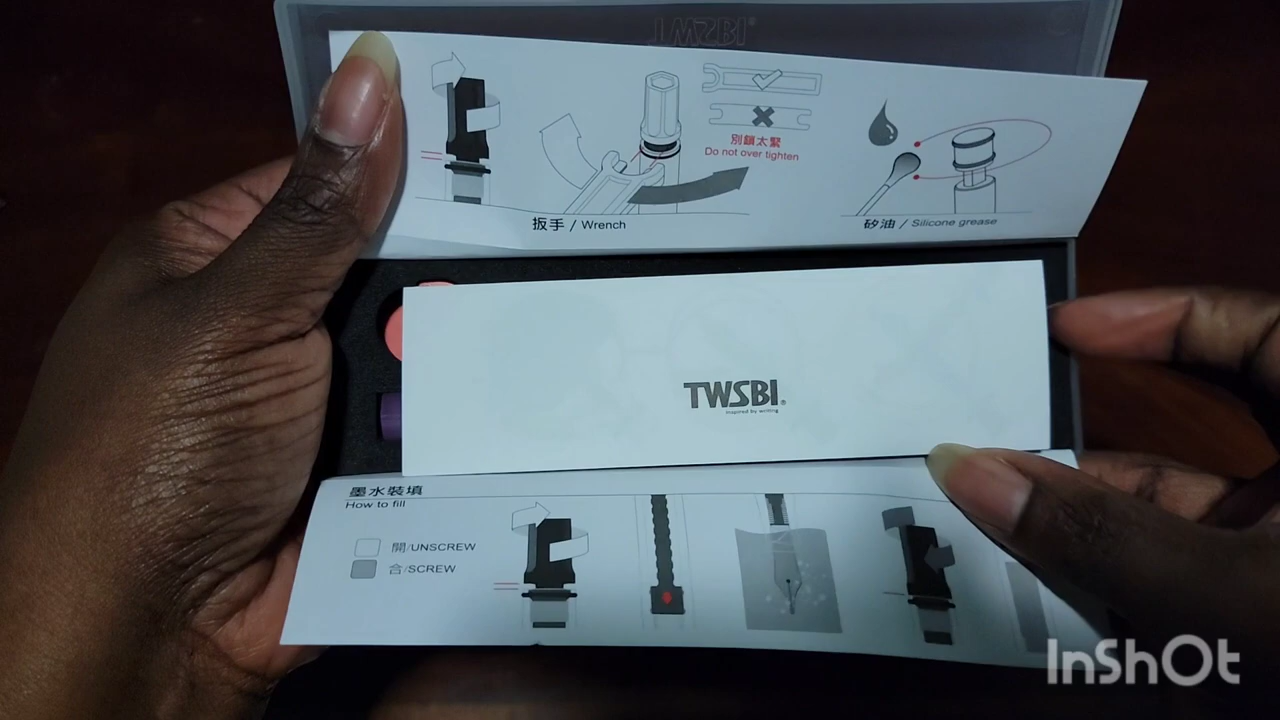 TWSBI®
別鎖太緊
Do not over tighten
扳手 / Wrench
矽油 / Silicone grease
TWSBI®
inspired by writing
墨水裝填
How to fill
開/UNSCREW
合/SCREW
InShOt